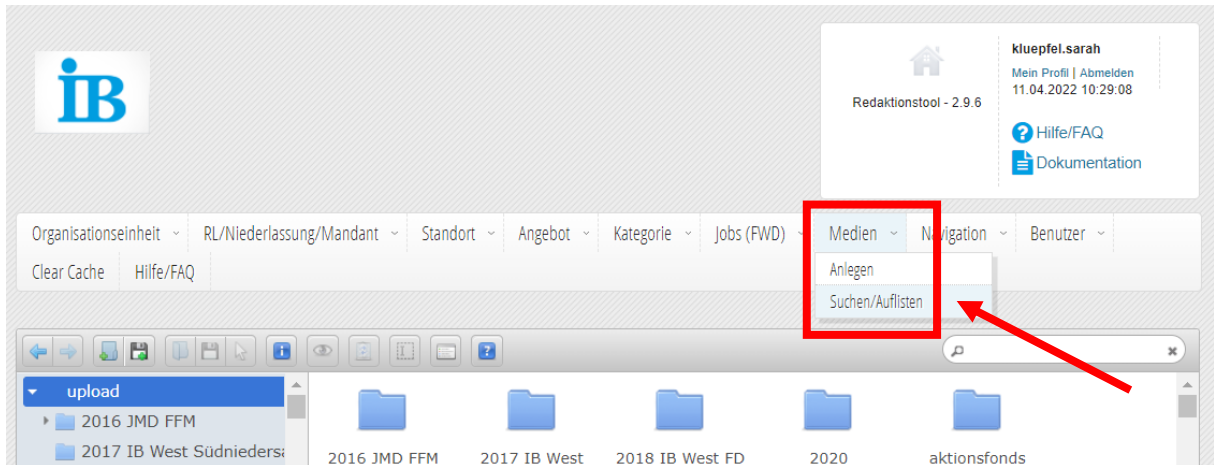 iB
kluepfel.sarah
Mein Profil | Abmelden
11.04.2022 10:29:08
Redaktionstool - 2.9.6
Hilfe/FAQ
Dokumentation
Organisationseinheit RL/Niederlassung/Mandant Standort Angebot Kategorie Jobs (FWD) Medien Navigation Benutzer
Clear Cache Hilfe/FAQ
Anlegen
Suchen/Auflisten
upload
2016 JMD FFM
2017 IB West Südnieders
2016 JMD FFM 2017 IB West 2018 IB West FD 2020 aktionsfonds